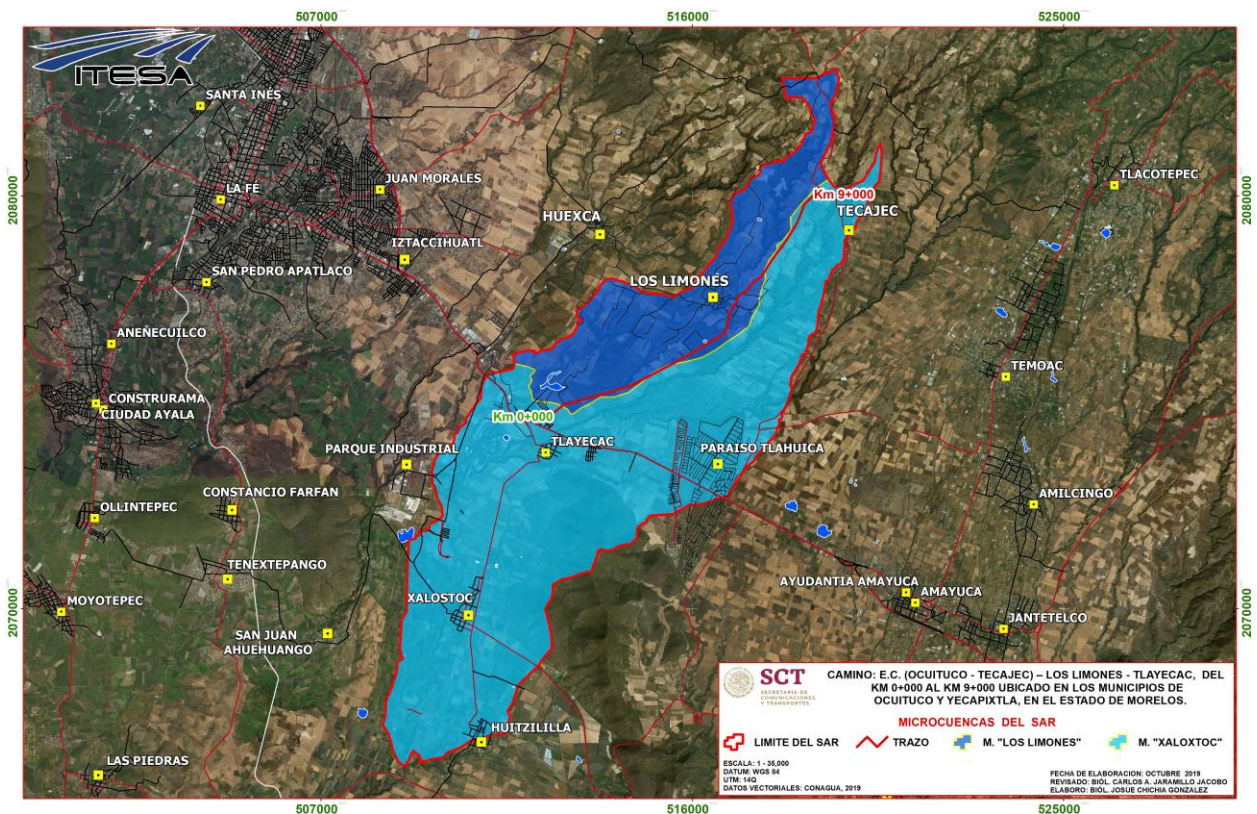 507000
516000
525000
ITESA
SANTA INES
LA FÉ
JUAN MORALES
TLACOTEPEC
2080000
2080000
Km 9+000
TECAJEC
HUEXCA
IZTACCIHUATL
SAN PEDRO APATLACO
LOS LIMONES
ANENECUILCO
TEMOAC
CONSTRURAMA
CIUDAD AYALA
Km 0+000
TLAYECAC
PARQUE INDUSTRIAL
PARAISO TLAHUICA
CONSTANCIO FARFAN
OLLINTEPEC
AMILCINGO
TENEXTEPANGO
AYUDANTIA AMAYUCA
AMAYUCA
MOYOTEPEC
XALOSTOC
JANTETELCO
2070000
2070000
SAN JUAN
AHUEHUANGO
HUITZILILLA
LAS PIEDRAS
SCT
SECRETARÍA DE
COMUNICACIONES
Y TRANSPORTES
CAMINO: E.C. (OCUITUCO - TECAJEC) – LOS LIMONES - TLAYECAC, DEL
KM 0+000 AL KM 9+000 UBICADO EN LOS MUNICIPIOS DE
OCUITUCO Y YECAPIXTLA, EN EL ESTADO DE MORELOS.
MICROCUENCAS DEL SAR
LIMITE DEL SAR
TRAZO
M. "LOS LIMONES"
M. "XALOXTOC"
ESCALA: 1 - 35,000
DATUM: WGS 84
UTM: 14Q
DATOS VECTORIALES: CONAGUA, 2019
FECHA DE ELABORACION: OCTUBRE 2019
REVISADO: BIÓL. CARLOS A. JARAMILLO JACOBO
ELABORO: BIÓL. JOSUE CHICHIA GONZALEZ
507000
516000
525000